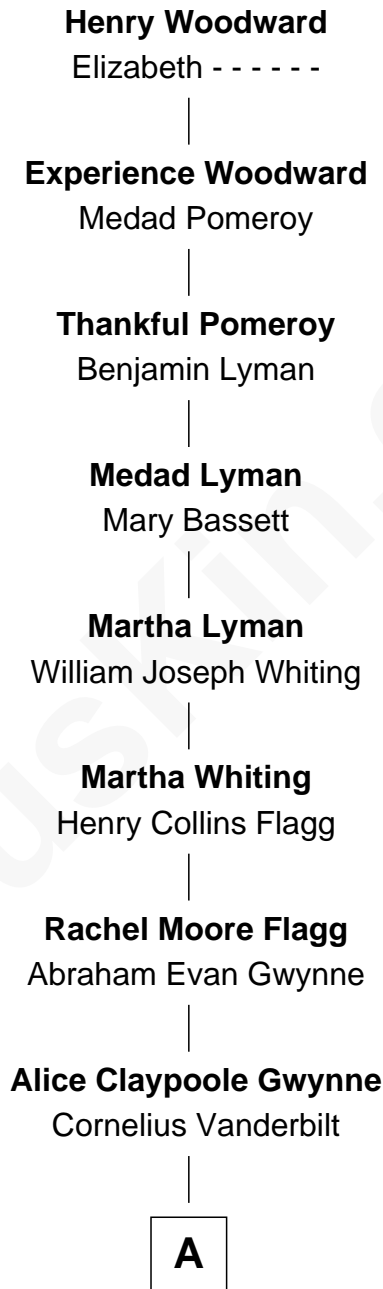 Henry Woodward
Elizabeth - - - - - -
Experience Woodward
Medad Pomeroy
Thankful Pomeroy
Benjamin Lyman
Medad Lyman
Mary Bassett
Martha Lyman
William Joseph Whiting
Martha Whiting
Henry Collins Flagg
Rachel Moore Flagg
Abraham Evan Gwynne
Alice Claypoole Gwynne
Cornelius Vanderbilt
A